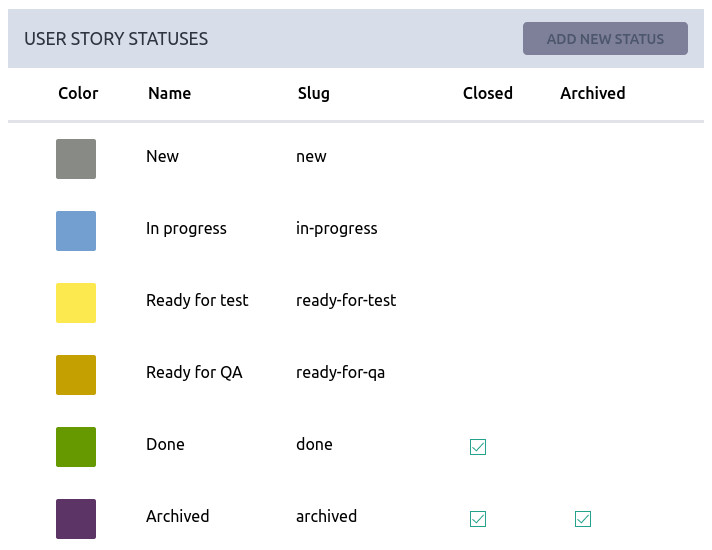 USER STORY STATUSES ADD NEW STATUS
Color Name Slug Closed Archived
New new
In progress in-progress
Ready for test ready-for-test
Ready for QA ready-for-qa
Done done
Archived archived